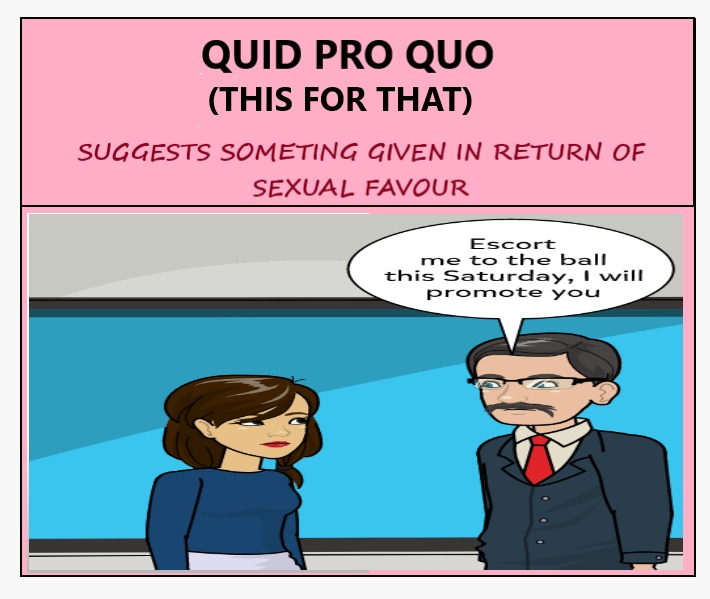 QUID PRO QUO
(THIS FOR THAT)
SUGGESTS SOMETING GIVEN IN RETURN OF
SEXUAL FAVOUR
Escort
me to the ball
this Saturday, I will
promote you